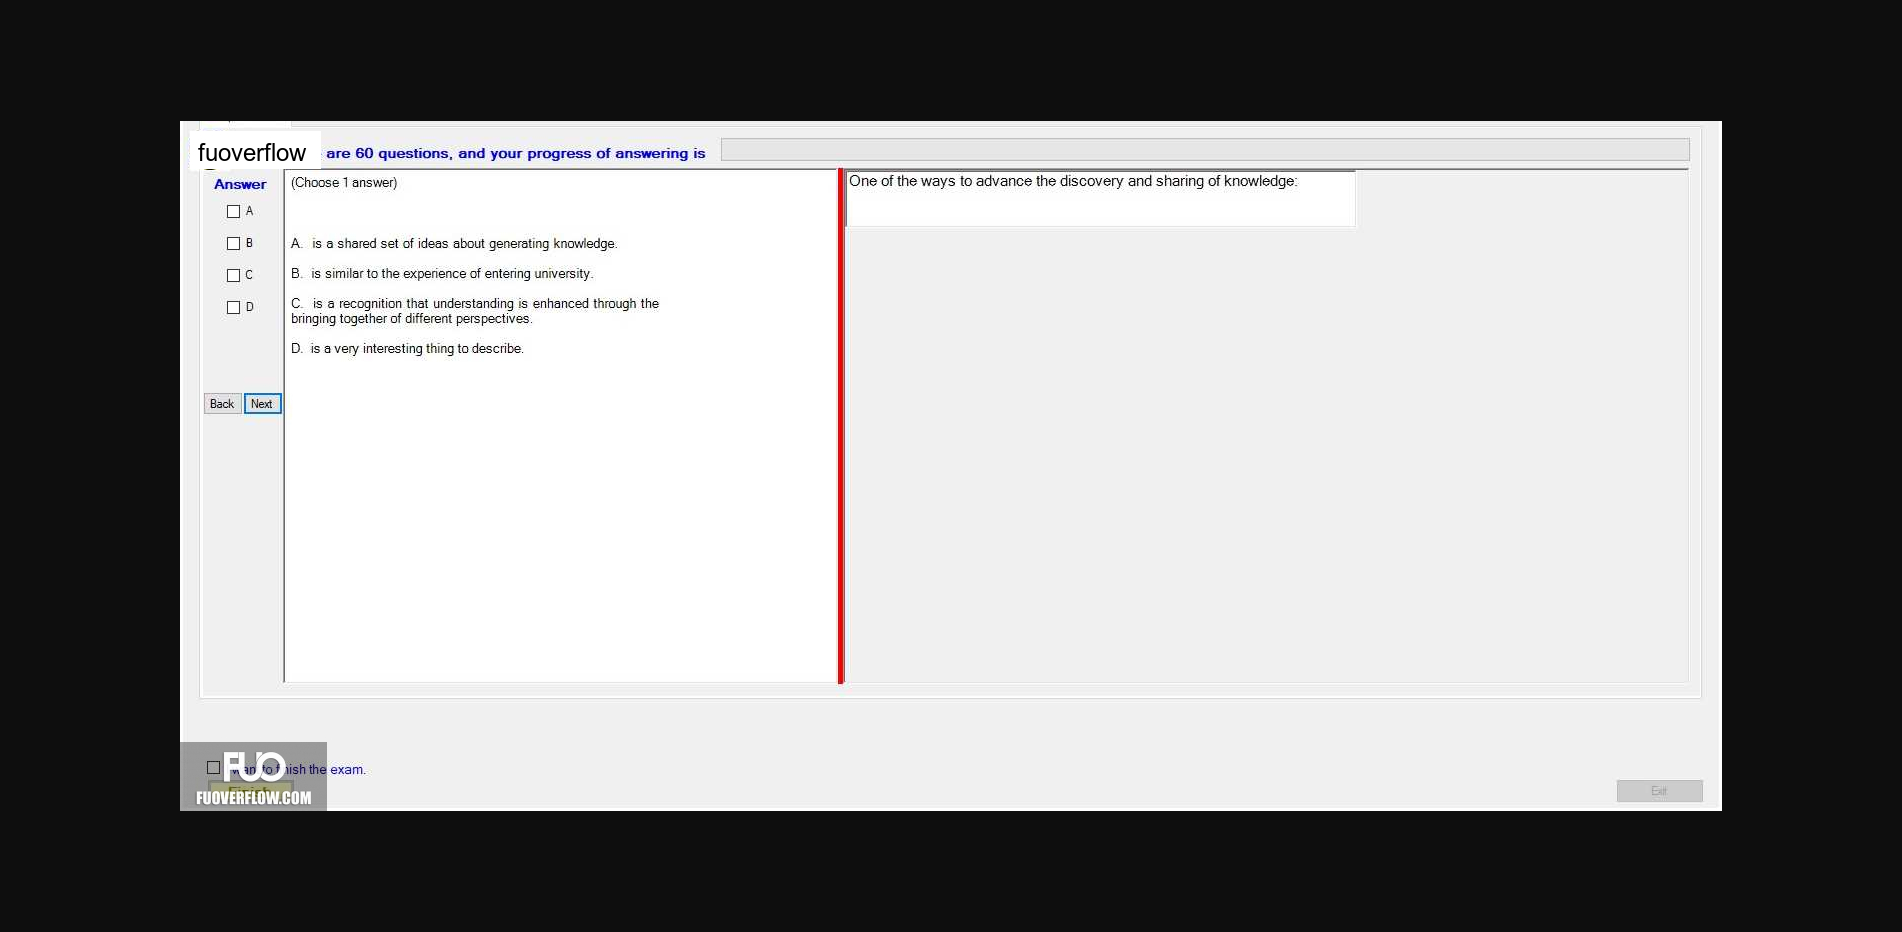 fuoverflow are 60 questions, and your progress of answering is
Answer
A
B
C
D
Back Next
(Choose 1 answer)
A. is a shared set of ideas about generating knowledge.
B. is similar to the experience of entering university.
C. is a recognition that understanding is enhanced through the
bringing together of different perspectives.
D. is a very interesting thing to describe.
One of the ways to advance the discovery and sharing of knowledge:
want to finish the exam.
Finish
FUO
FUOVERFLOW.COM
Exit